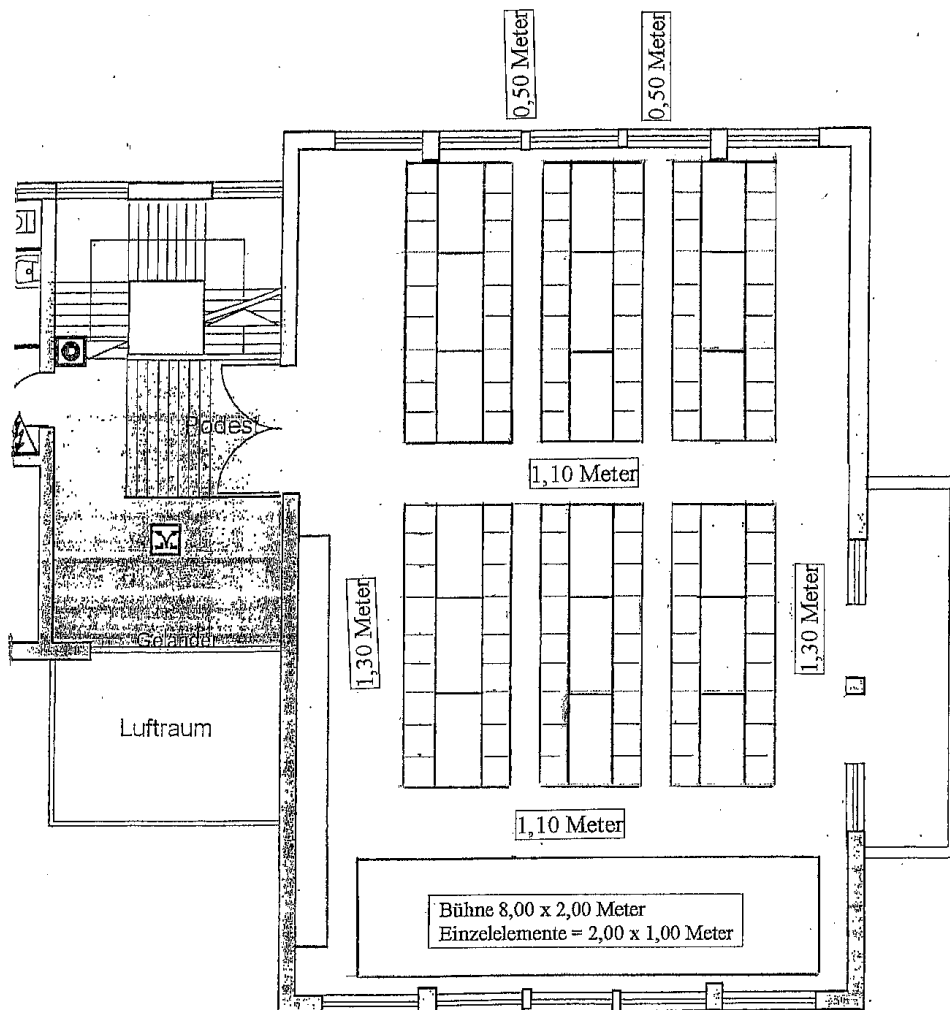 0,50 Meter
0,50 Meter
Podest
1,10 Meter
Geländer
1,30 Meter
1,30 Meter
Luftraum
1,10 Meter
Bühne 8,00 x 2,00 Meter
Einzelelemente = 2,00 x 1,00 Meter